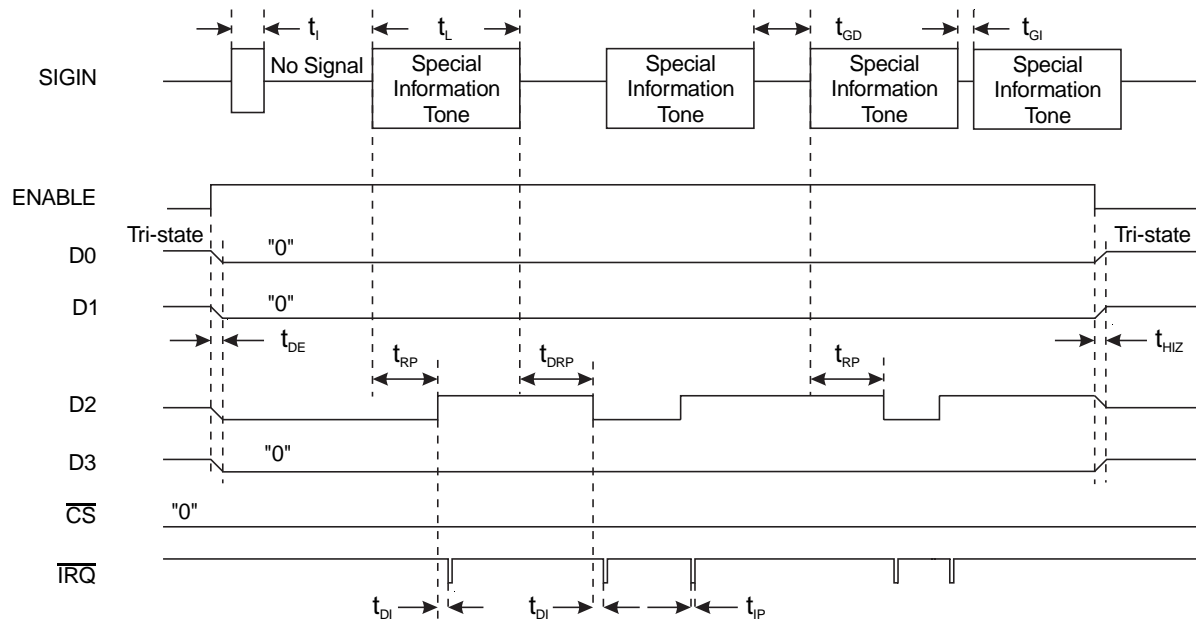 t_I
t_L
t_GD
t_GI
SIGIN
No Signal
Special
Information
Tone
Special
Information
Tone
Special
Information
Tone
Special
Information
Tone
ENABLE
Tri-state
Tri-state
D0
"0"
D1
"0"
t_DE
t_RP
t_DRP
t_RP
t_HIZ
D2
D3
"0"
CS
"0"
IRQ
t_DI
t_DI
t_IP